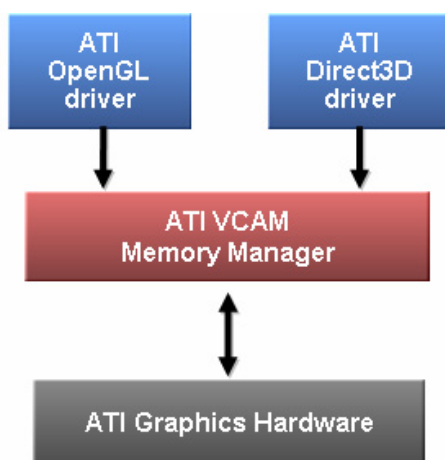 ATI
OpenGL
driver
ATI
Direct3D
driver
ATI VCAM
Memory Manager
ATI Graphics Hardware